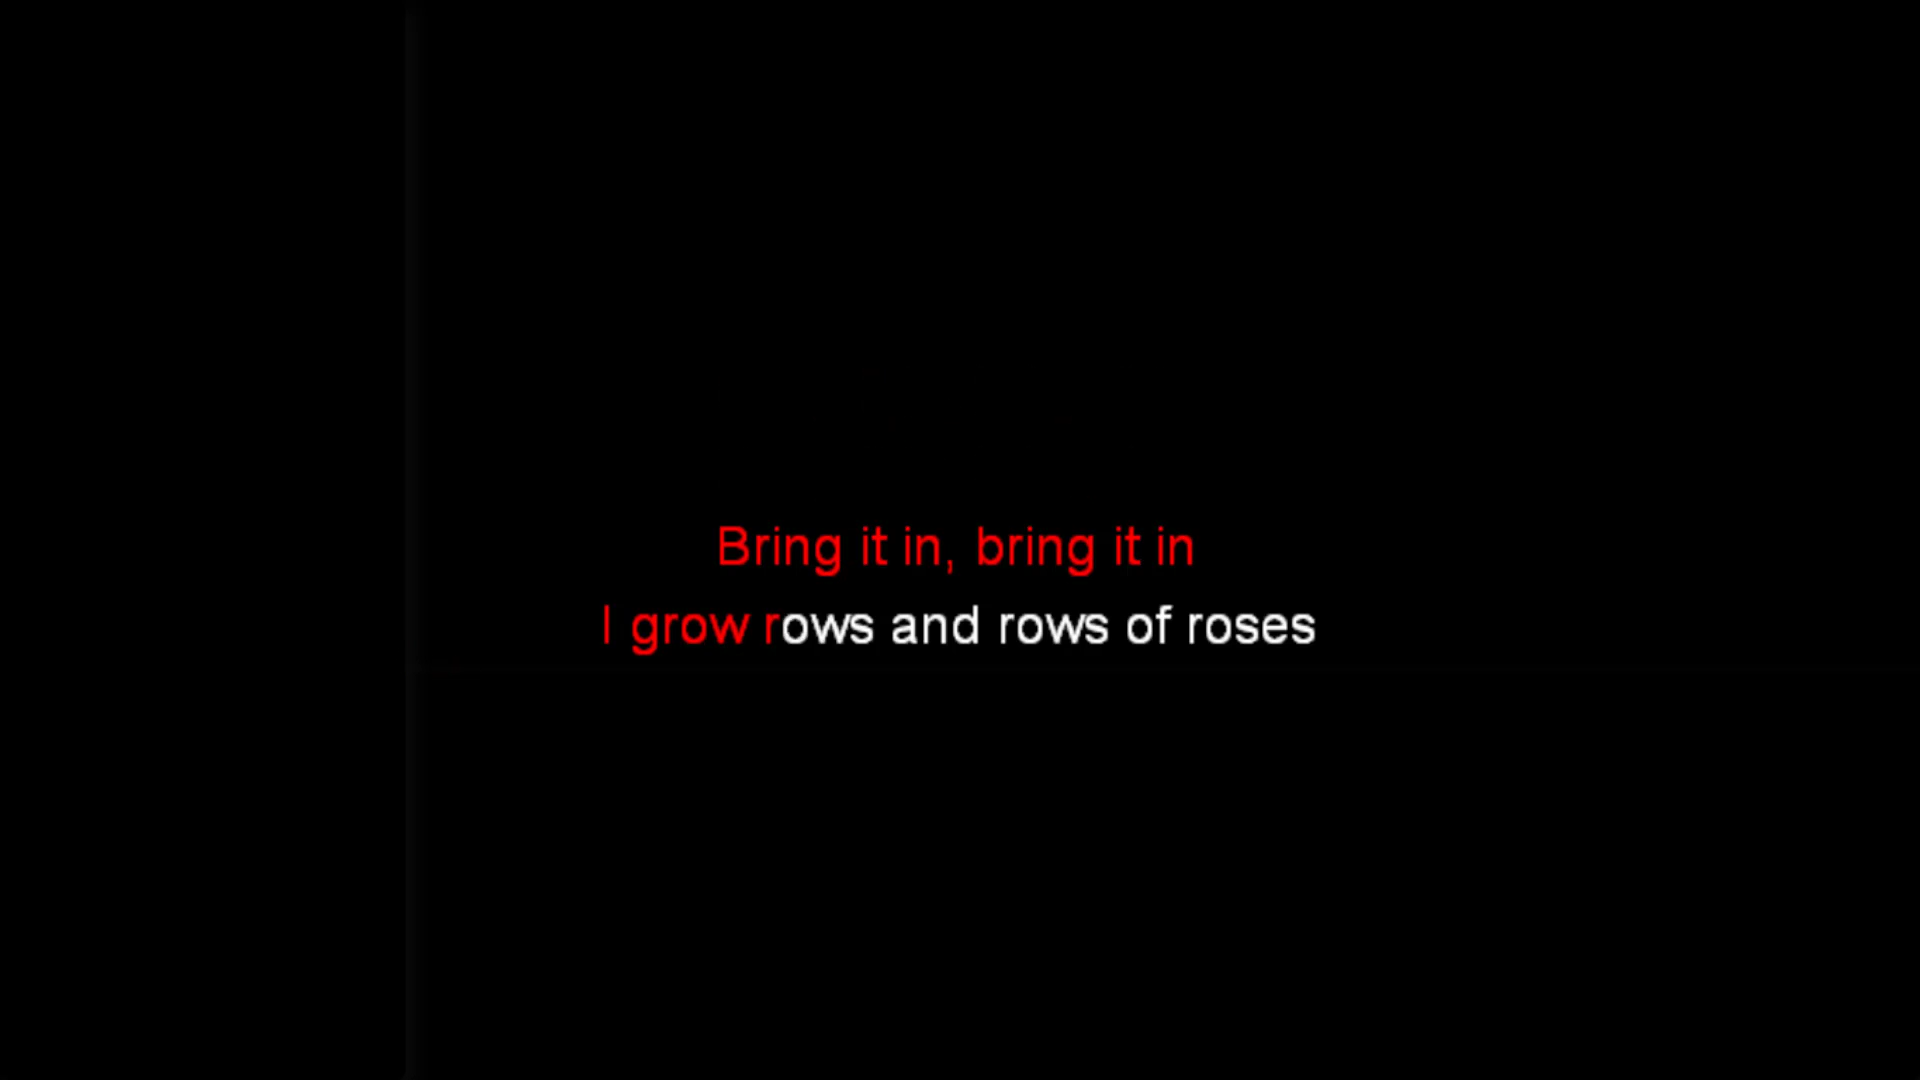 Bring it in, bring it in
I grow rows and rows of roses